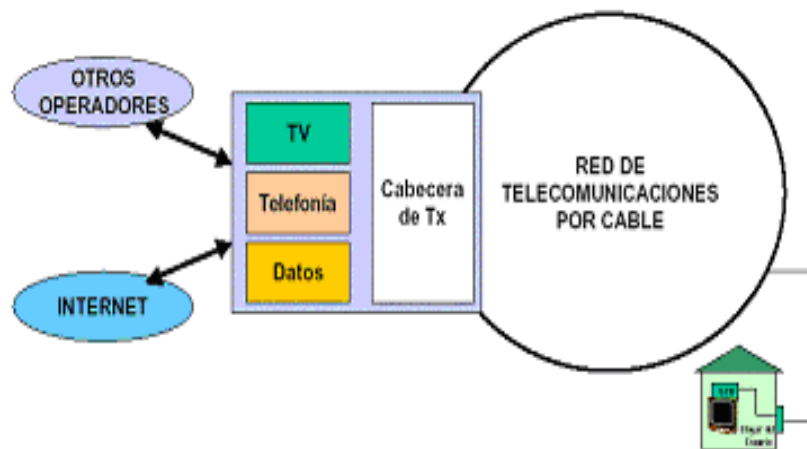 OTROS
OPERADORES
INTERNET
TV
Telefonía
Datos
Cabecera
de Tx
RED DE
TELECOMUNICACIONES
POR CABLE